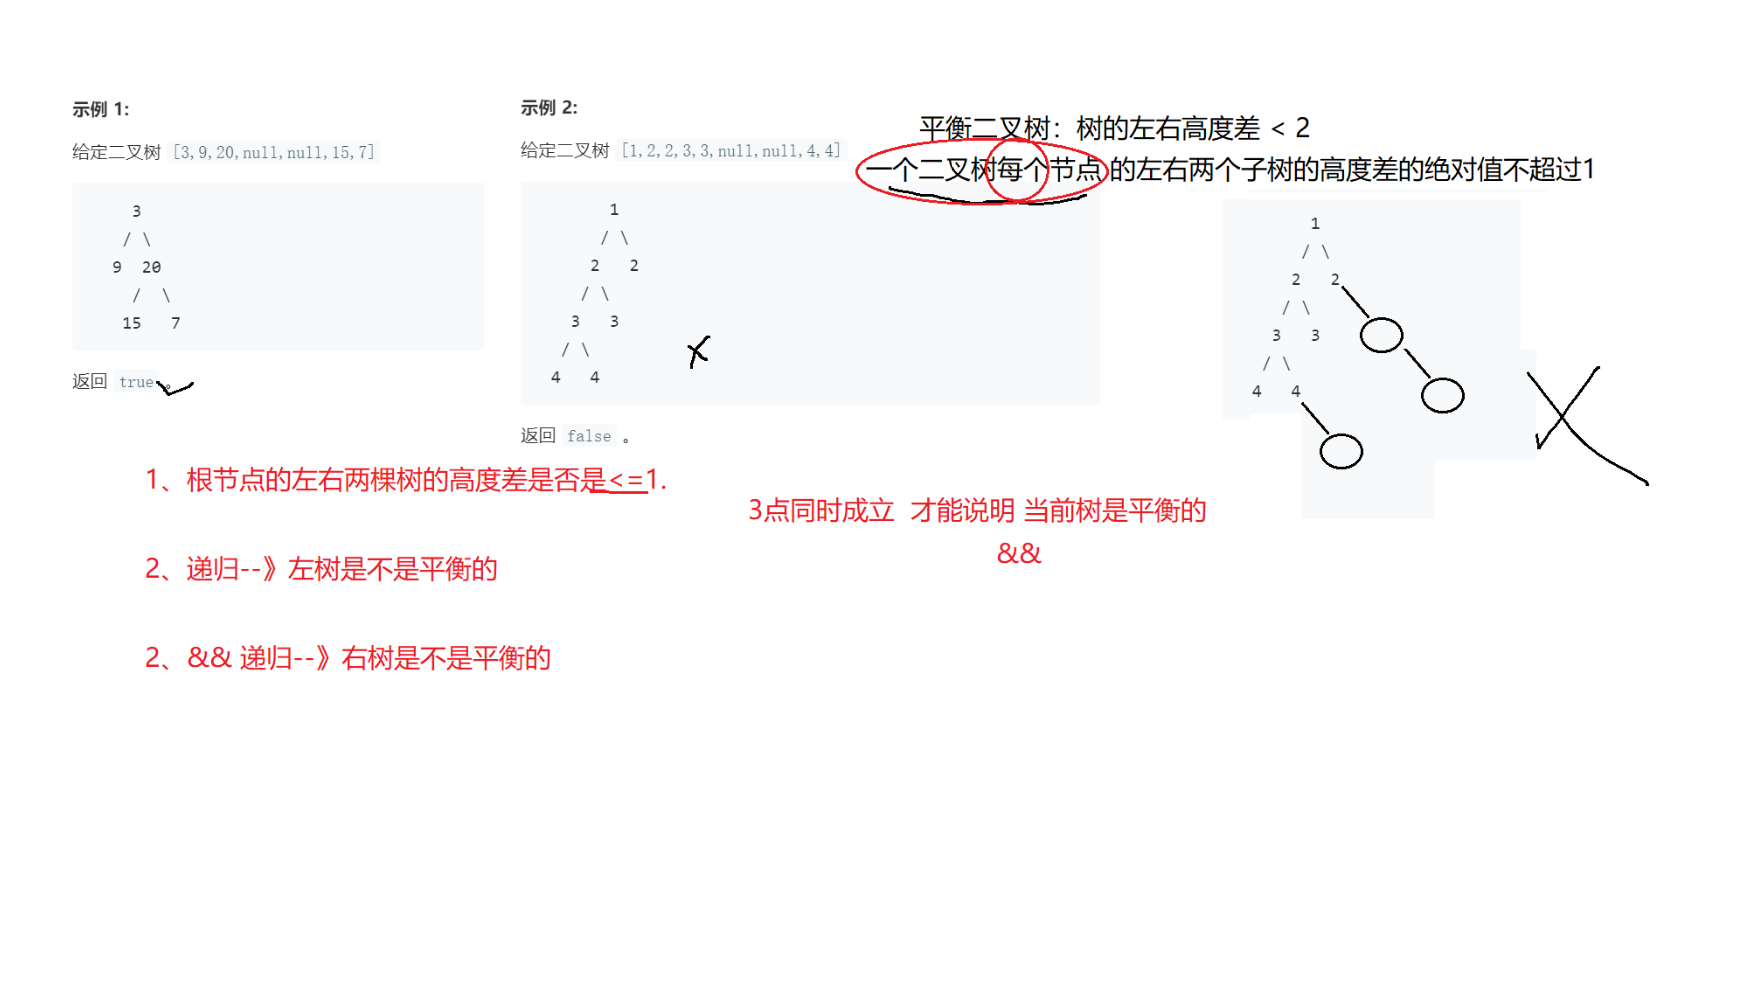 示例 1:
给定二叉树 [3,9,20,null,null,15,7]
3
/ \
9 20
/ \
15 7
返回 true 。
示例 2:
给定二叉树 [1,2,2,3,3,null,null,4,4]
1
/ \
2 2
/ \
3 3
/ \
4 4
返回 false 。
平衡二叉树：树的左右高度差 < 2
一个二叉树每个节点 的左右两个子树的高度差的绝对值不超过1
1
/ \
2 2
/ \
3 3
/ \
4 4
1、根节点的左右两棵树的高度差是否是<=1.
2、递归--》左树是不是平衡的
2、&& 递归--》右树是不是平衡的
3点同时成立 才能说明 当前树是平衡的
&&